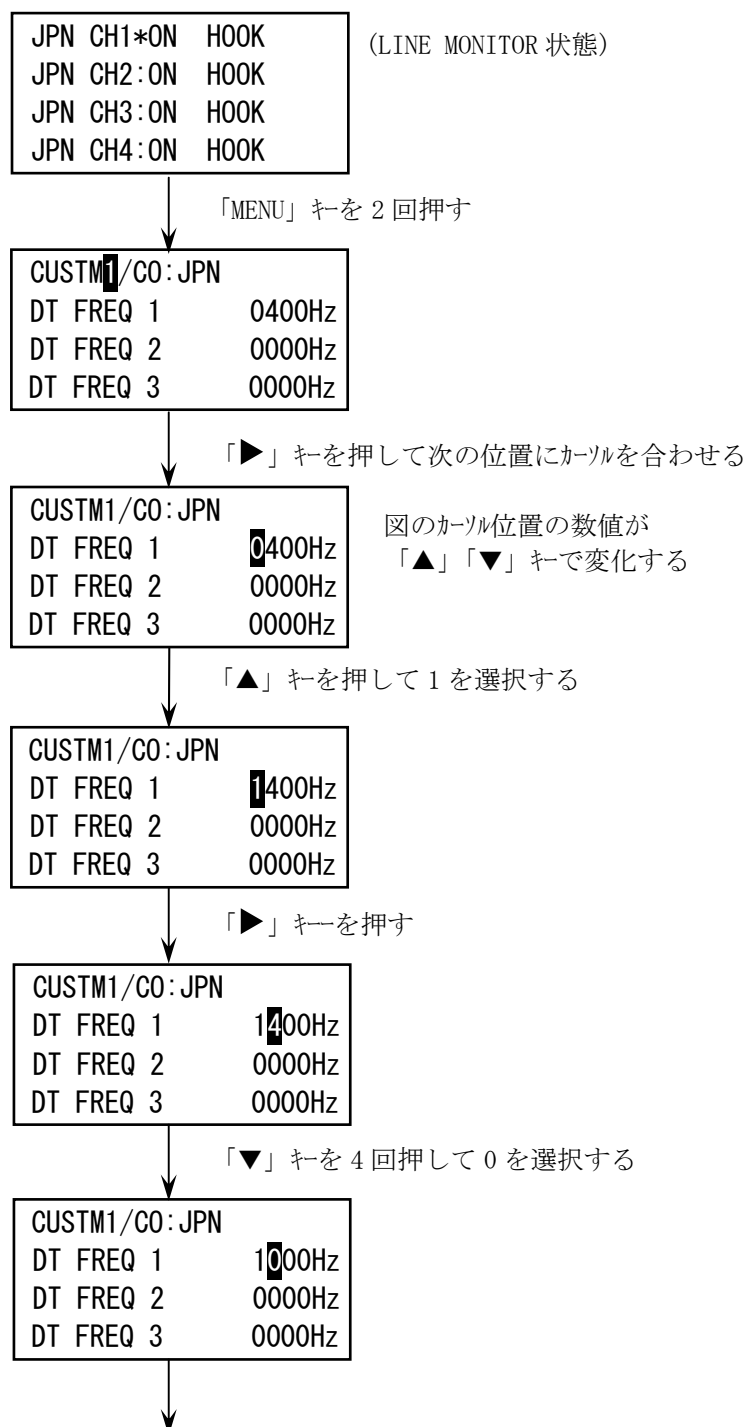 JPN CH1*ON HOOK
JPN CH2:ON HOOK
JPN CH3:ON HOOK
JPN CH4:ON HOOK
(LINE MONITOR 状態)
「MENU」ｷｰを 2 回押す
CUSTM1/CO:JPN
DT FREQ 1 0400Hz
DT FREQ 2 0000Hz
DT FREQ 3 0000Hz
「▶」ｷｰを押して次の位置にｶｰｿﾙを合わせる
CUSTM1/CO:JPN
DT FREQ 1 0400Hz
DT FREQ 2 0000Hz
DT FREQ 3 0000Hz
図のｶｰｿﾙ位置の数値が
「▲」「▼」ｷｰで変化する
「▲」ｷｰを押して 1 を選択する
CUSTM1/CO:JPN
DT FREQ 1 1400Hz
DT FREQ 2 0000Hz
DT FREQ 3 0000Hz
「▶」ｷｰｰを押す
CUSTM1/CO:JPN
DT FREQ 1 1400Hz
DT FREQ 2 0000Hz
DT FREQ 3 0000Hz
「▼」ｷｰを 4 回押して 0 を選択する
CUSTM1/CO:JPN
DT FREQ 1 1000Hz
DT FREQ 2 0000Hz
DT FREQ 3 0000Hz